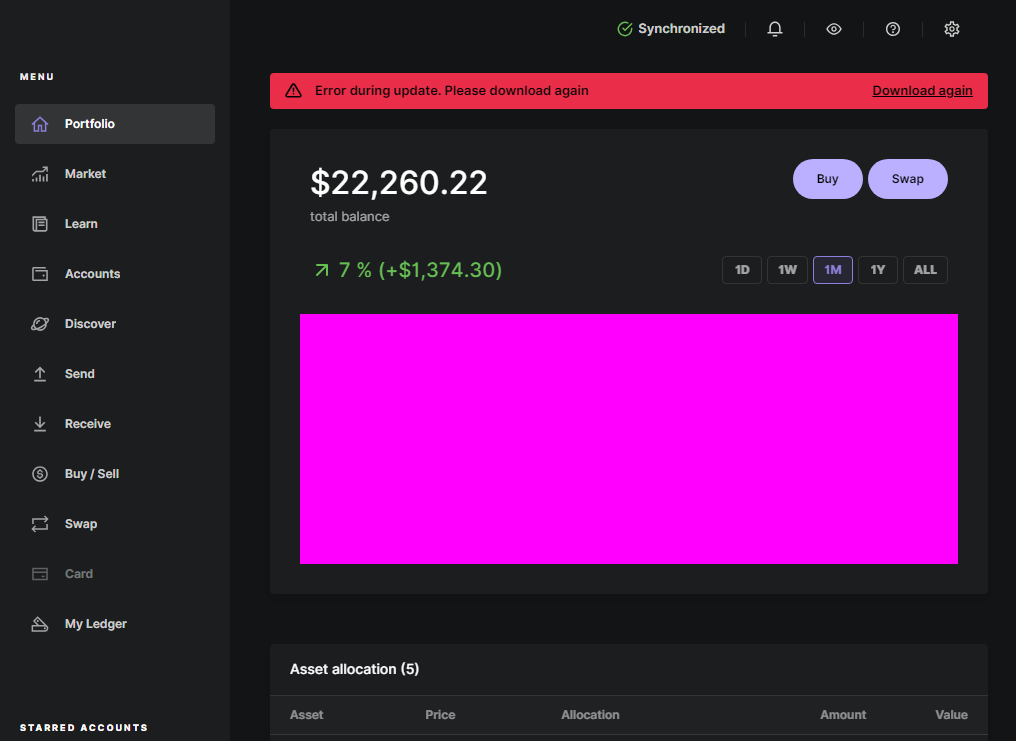 Synchronized
MENU
Error during update. Please download again Download again
Portfolio
Market
Learn
Accounts
Discover
Send
Receive
Buy / Sell
Swap
Card
My Ledger
STARRED ACCOUNTS
$22,260.22
total balance
Buy Swap
7 % (+$1,374.30)
1D 1W 1M 1Y ALL
Asset allocation (5)
Asset Price Allocation Amount Value